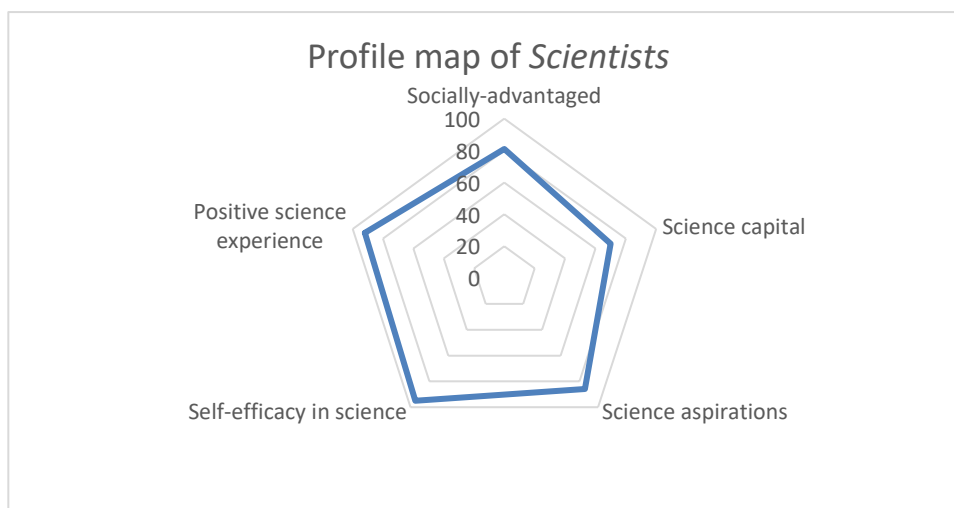 Profile map of Scientists
Socially-advantaged
100
80
60
40
20
0
Positive science
experience
Science capital
Self-efficacy in science
Science aspirations